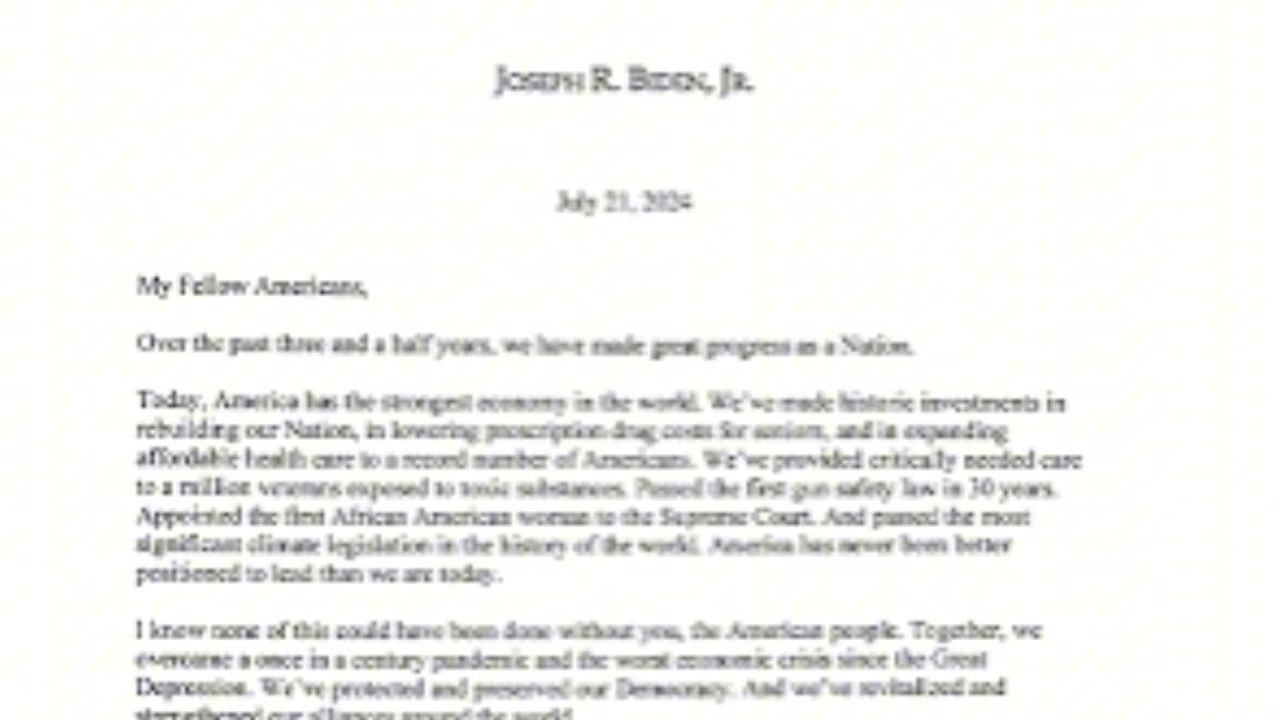 JOSEPH R. BIDEN, JR.
July 21, 2024
My Fellow Americans,
Over the past three and a half years, we have made great progress as a Nation.
Today, America has the strongest economy in the world. We've made historic investments in
rebuilding our Nation, in lowering prescription drug costs for seniors, and in expanding
affordable health care to a record number of Americans. We've provided critically needed care
to a million veterans exposed to toxic substances. Passed the first gun safety law in 30 years.
Appointed the first African American woman to the Supreme Court. And passed the most
significant climate legislation in the history of the world. America has never been better
positioned to lead than we are today.
I know none of this could have been done without you, the American people. Together, we
overcame a once in a century pandemic and the worst economic crisis since the Great
Depression. We've protected and preserved our Democracy. And we've revitalized and
strengthened our alliances around the world.